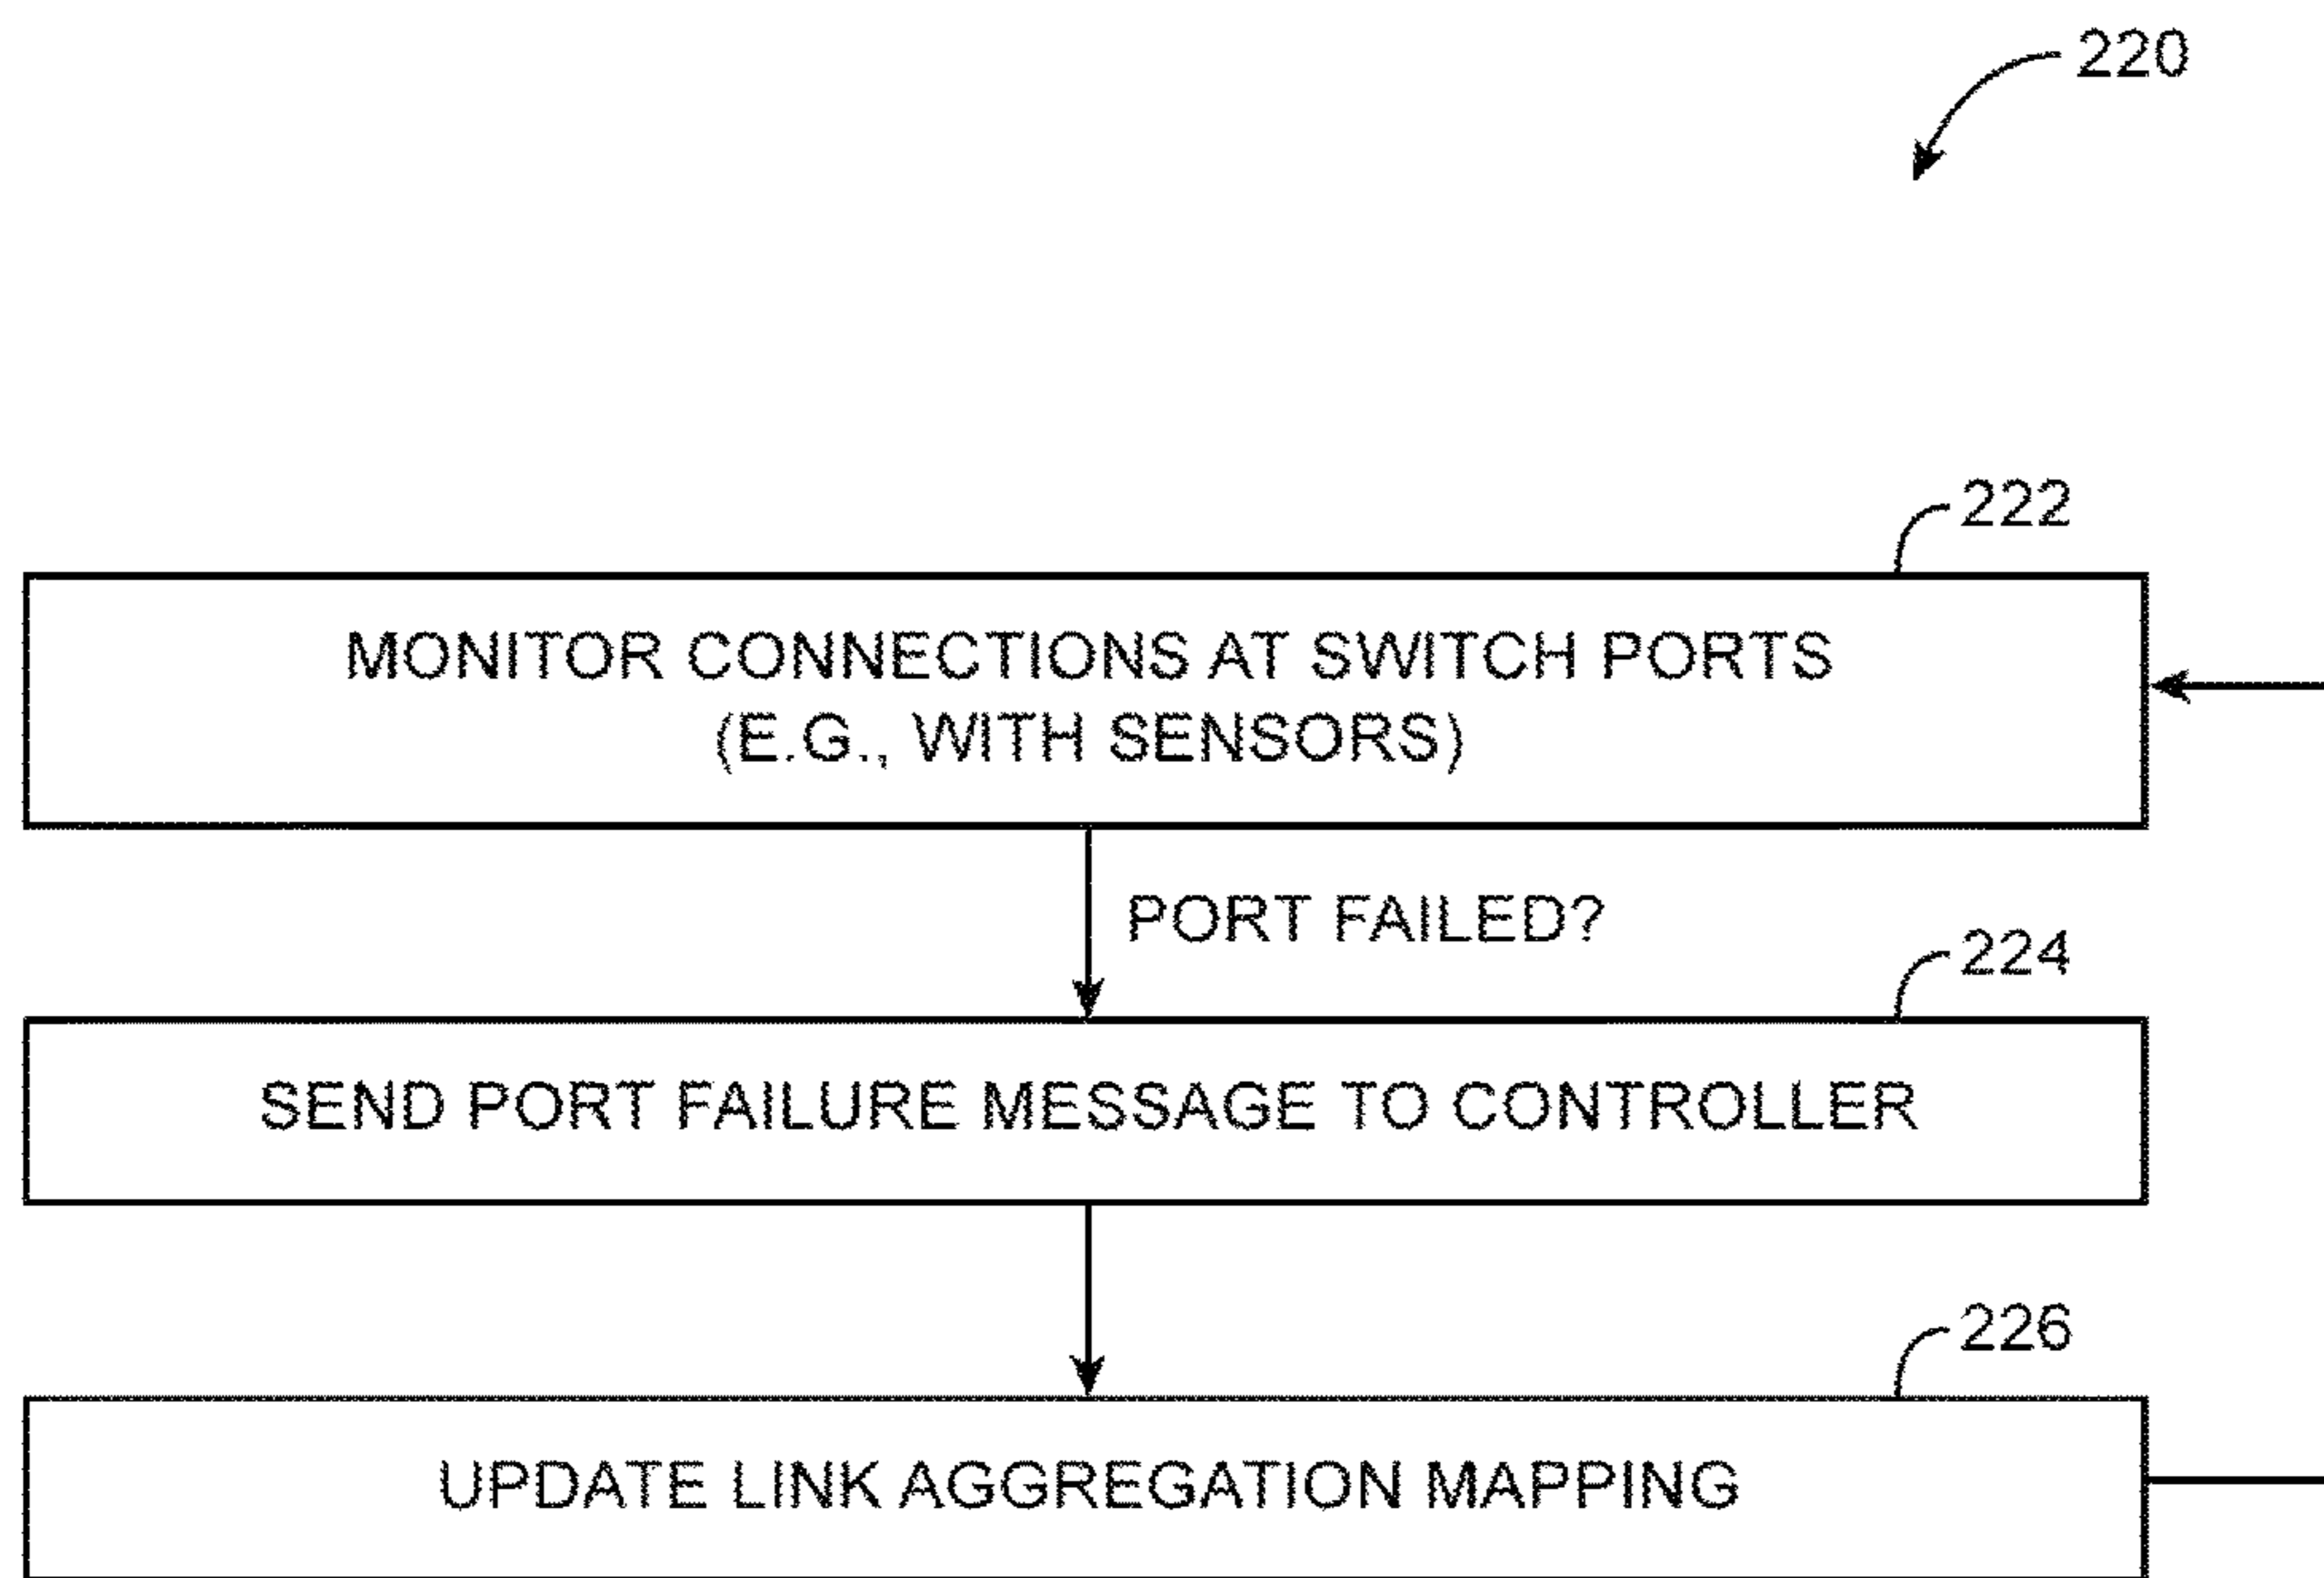 220
222
MONITOR CONNECTIONS AT SWITCH PORTS
(E.G., WITH SENSORS)
PORT FAILED?
224
SEND PORT FAILURE MESSAGE TO CONTROLLER
226
UPDATE LINK AGGREGATION MAPPING